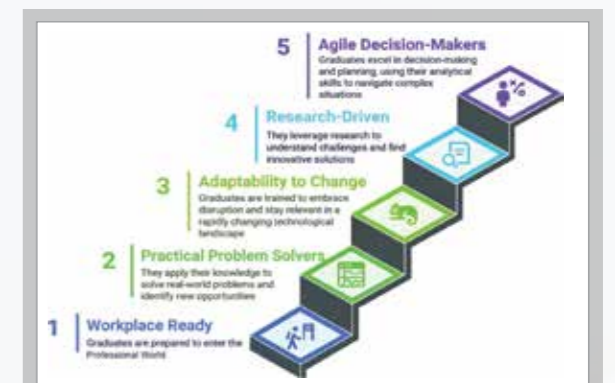 5
Agile Decision-Makers
Graduates excel in decision-making
and planning, using their analytical
skills to navigate complex
situations
4
Research-Driven
They leverage research to
understand challenges and find
innovative solutions
3
Adaptability to Change
Graduates are trained to embrace
disruption and stay relevant in a
rapidly changing technological
landscape
2
Practical Problem Solvers
They apply their knowledge to
solve real-world problems and
identify new opportunities
1
Workplace Ready
Graduates are prepared to enter the
Professional World